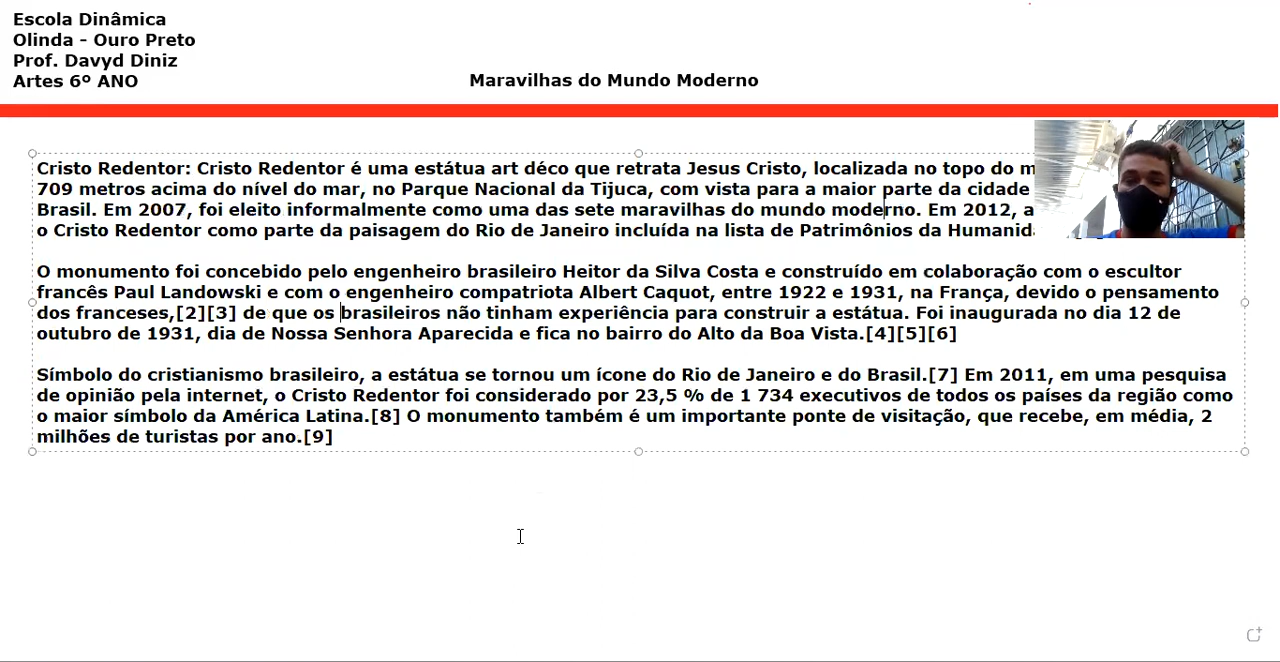 Escola Dinâmica
Olinda - Ouro Preto
Prof. Davyd Diniz
Artes 6º ANO
Maravilhas do Mundo Moderno
Cristo Redentor: Cristo Redentor é uma estátua art déco que retrata Jesus Cristo, localizada no topo do
709 metros acima do nível do mar, no Parque Nacional da Tijuca, com vista para a maior parte da cidade
Brasil. Em 2007, foi eleito informalmente como uma das sete maravilhas do mundo moderno. Em 2012, a
o Cristo Redentor como parte da paisagem do Rio de Janeiro incluída na lista de Patrimônios da
O monumento foi concebido pelo engenheiro brasileiro Heitor da Silva Costa e construído em colaboração com o escultor
francês Paul Landowski e com o engenheiro compatriota Albert Caquot, entre 1922 e 1931, na França, devido o pensamento
dos franceses,[2][3] de que os brasileiros não tinham experiência para construir a estátua. Foi inaugurada no dia 12 de
outubro de 1931, dia de Nossa Senhora Aparecida e fica no bairro do Alto da Boa Vista.[4][5][6]
Símbolo do cristianismo brasileiro, a estátua se tornou um ícone do Rio de Janeiro e do Brasil.[7] Em 2011, em uma pesquisa
de opinião pela internet, o Cristo Redentor foi considerado por 23,5 % de 1 734 executivos de todos os países da região como
o maior símbolo da América Latina.[8] O monumento também é um importante ponte de visitação, que recebe, em média, 2
milhões de turistas por ano.[9]